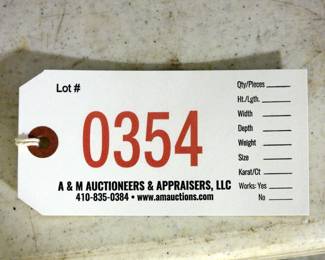 Lot #
0354
A & M AUCTIONEERS & APPRAISERS, LLC
410-835-0384 • www.amauctions.com
Qty/Pieces
Ht./Lgth.
Width
Depth
Weight
Size
Karat/Ct
Works: Yes
No